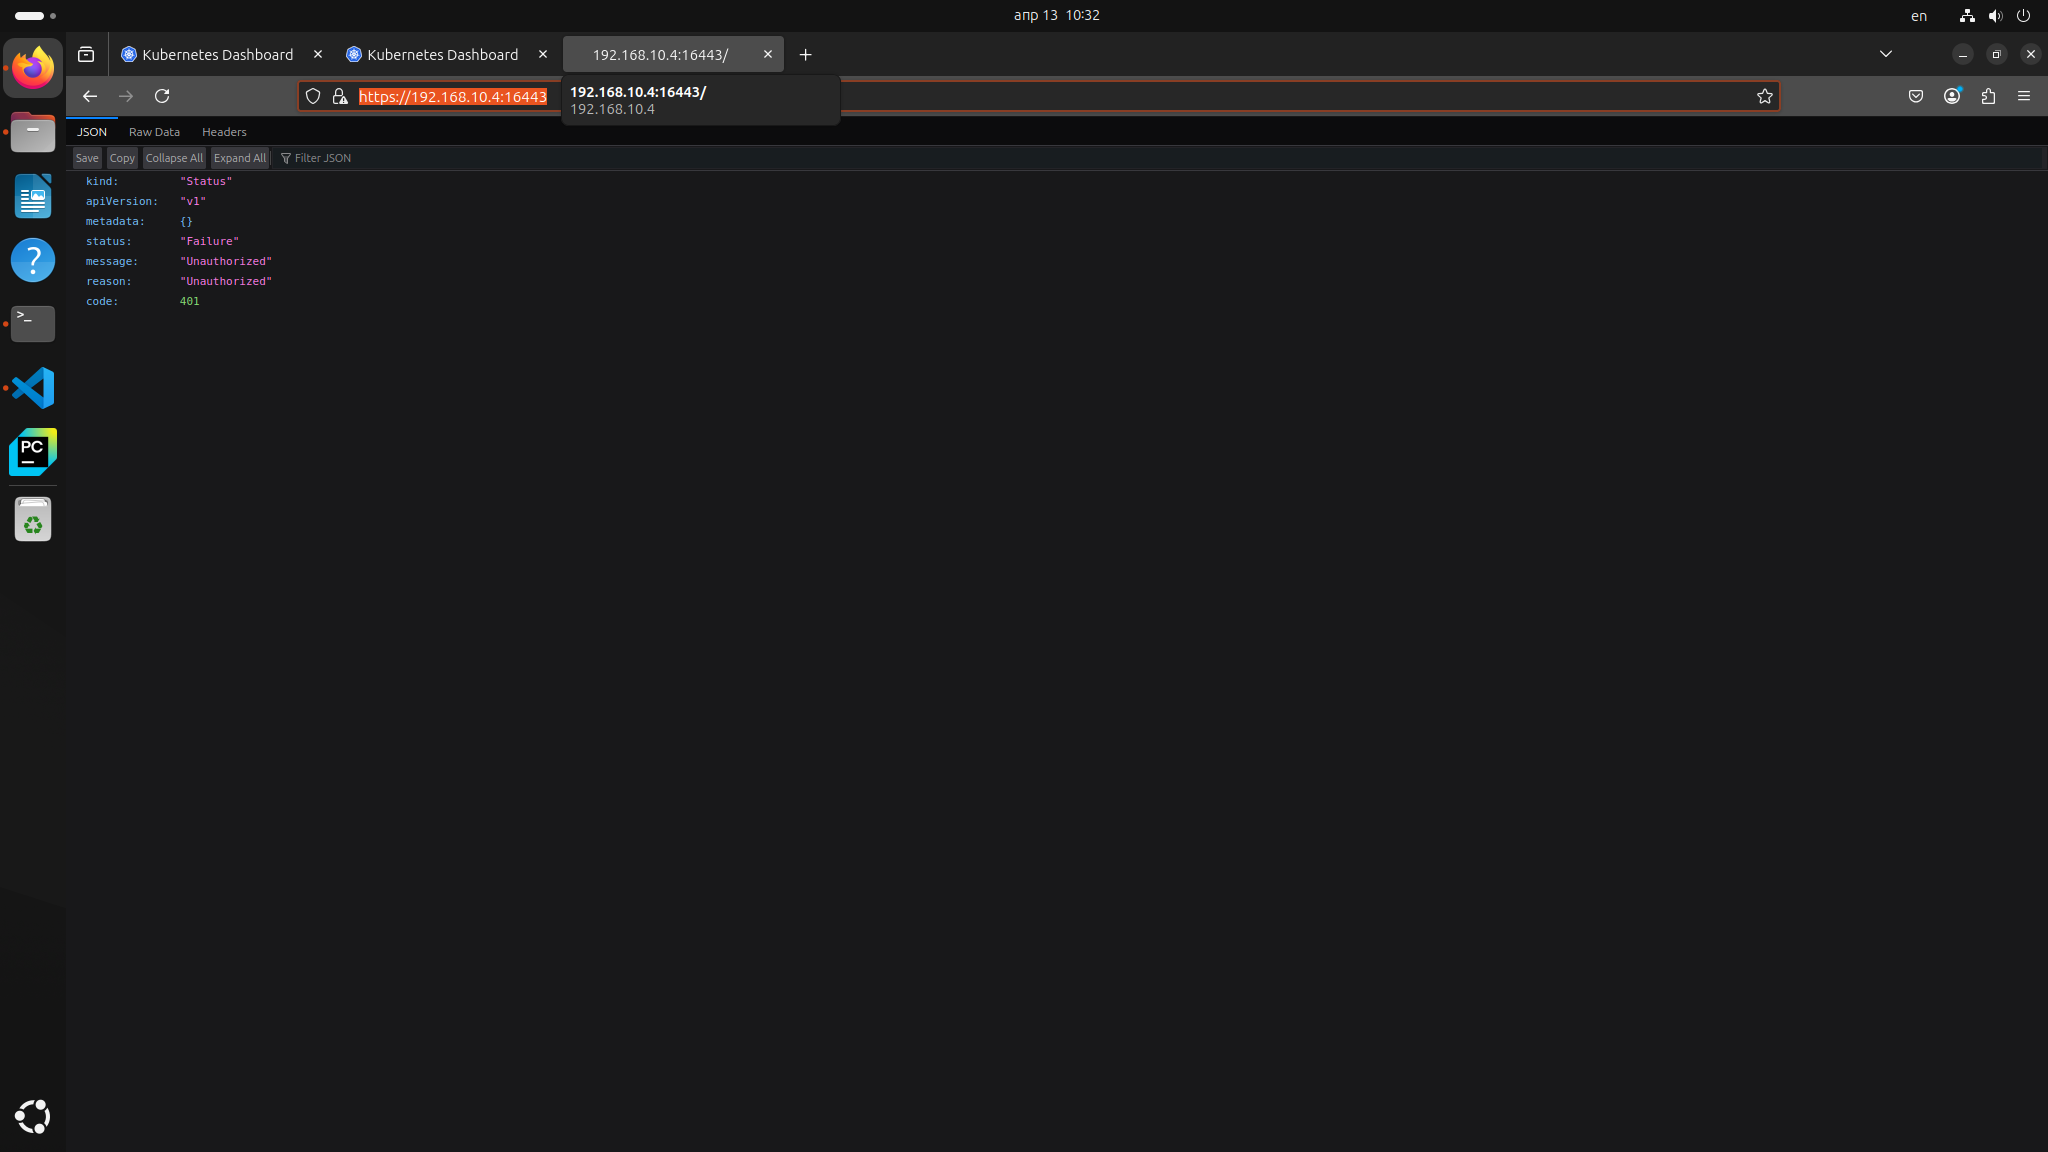 апр 13 10:32
en
Kubernetes Dashboard
Kubernetes Dashboard
192.168.10.4:16443/
https://192.168.10.4:16443
192.168.10.4:16443/
192.168.10.4
JSON Raw Data Headers
Save Copy Collapse All Expand All Filter JSON
kind: "Status"
apiVersion: "v1"
metadata: {}
status: "Failure"
message: "Unauthorized"
reason: "Unauthorized"
code: 401
>_
PC